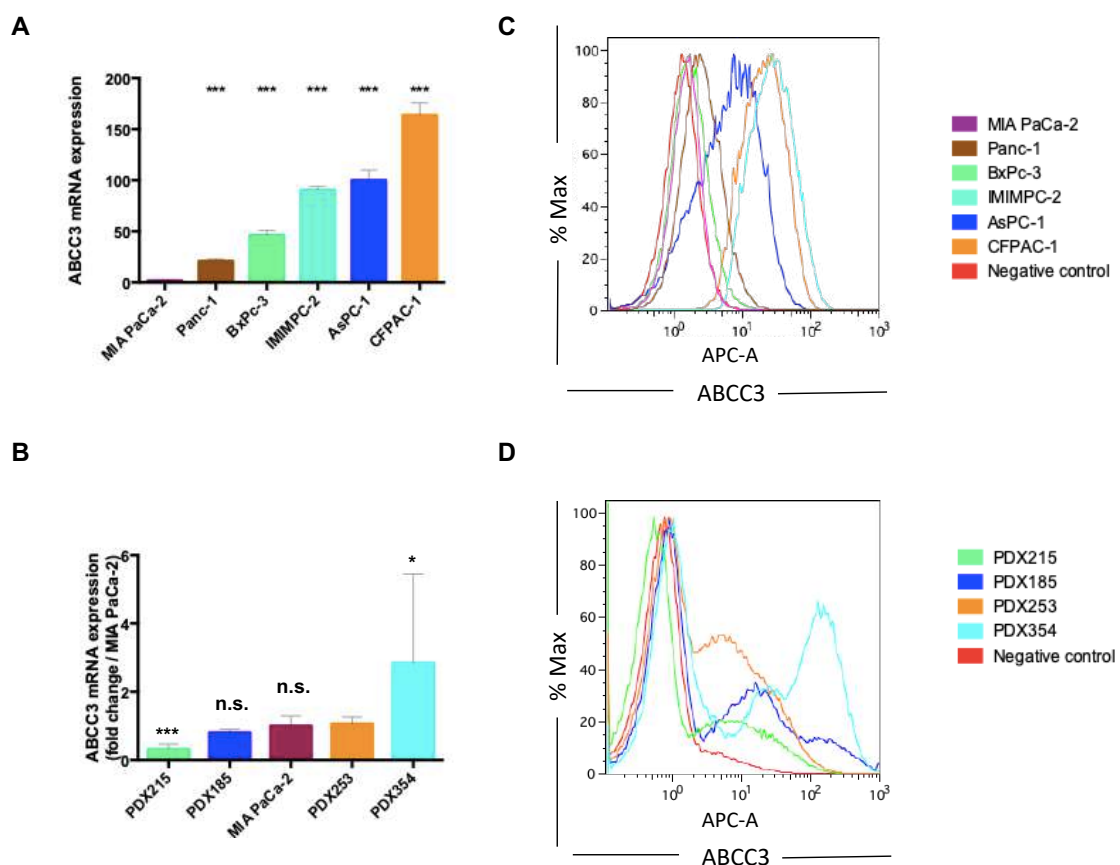 A
ABCC3 mRNA expression
200
150
100
50
0
*** *** *** *** ***
MIA PaCa-2
Panc-1
BxPc-3
IMIMPC-2
AsPC-1
CFPAC-1
C
% Max
100
80
60
40
20
0
10^0 10^1 10^2 10^3
APC-A
ABCC3
MIA PaCa-2
Panc-1
BxPc-3
IMIMPC-2
AsPC-1
CFPAC-1
Negative control
B
ABCC3 mRNA expression
(fold change / MIA PaCa-2)
6
4
2
0
***
n.s.
n.s.
*
PDX215
PDX185
MIA PaCa-2
PDX253
PDX354
D
% Max
100
80
60
40
20
0
10^0 10^1 10^2 10^3
APC-A
ABCC3
PDX215
PDX185
PDX253
PDX354
Negative control